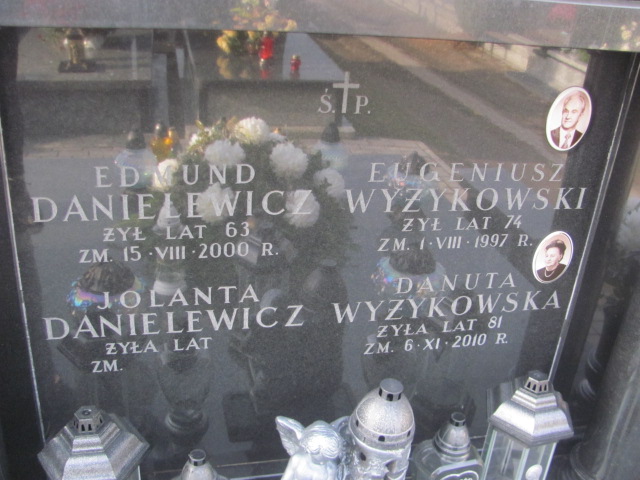 Ś.P.
EDMUND
DANIELEWICZ
ŻYŁ LAT 63
ZM. 15·VIII·2000 R.
EUGENIUSZ
WYŻYKOWSKI
ŻYŁ LAT 74
ZM. 1·VIII·1997 R.
JOLANTA
DANIELEWICZ
ŻYŁA LAT
ZM.
DANUTA
WYŻYKOWSKA
ŻYŁA LAT 81
ZM. 6·XI·2010 R.